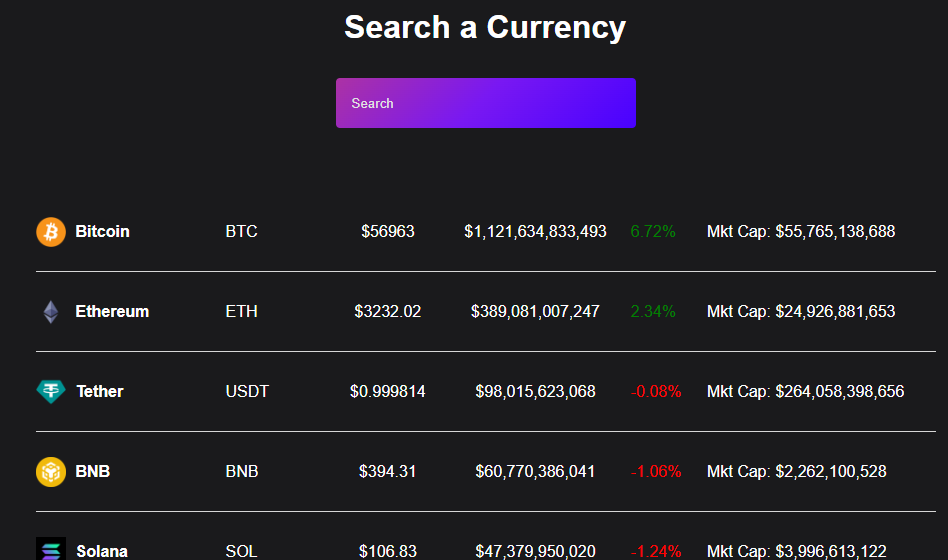 Search a Currency
Search
Bitcoin BTC $56963 $1,121,634,833,493 6.72% Mkt Cap: $55,765,138,688
Ethereum ETH $3232.02 $389,081,007,247 2.34% Mkt Cap: $24,926,881,653
Tether USDT $0.999814 $98,015,623,068 -0.08% Mkt Cap: $264,058,398,656
BNB BNB $394.31 $60,770,386,041 -1.06% Mkt Cap: $2,262,100,528
Solana SOL $106.83 $47,379,950,020 -1.24% Mkt Cap: $3,996,613,122